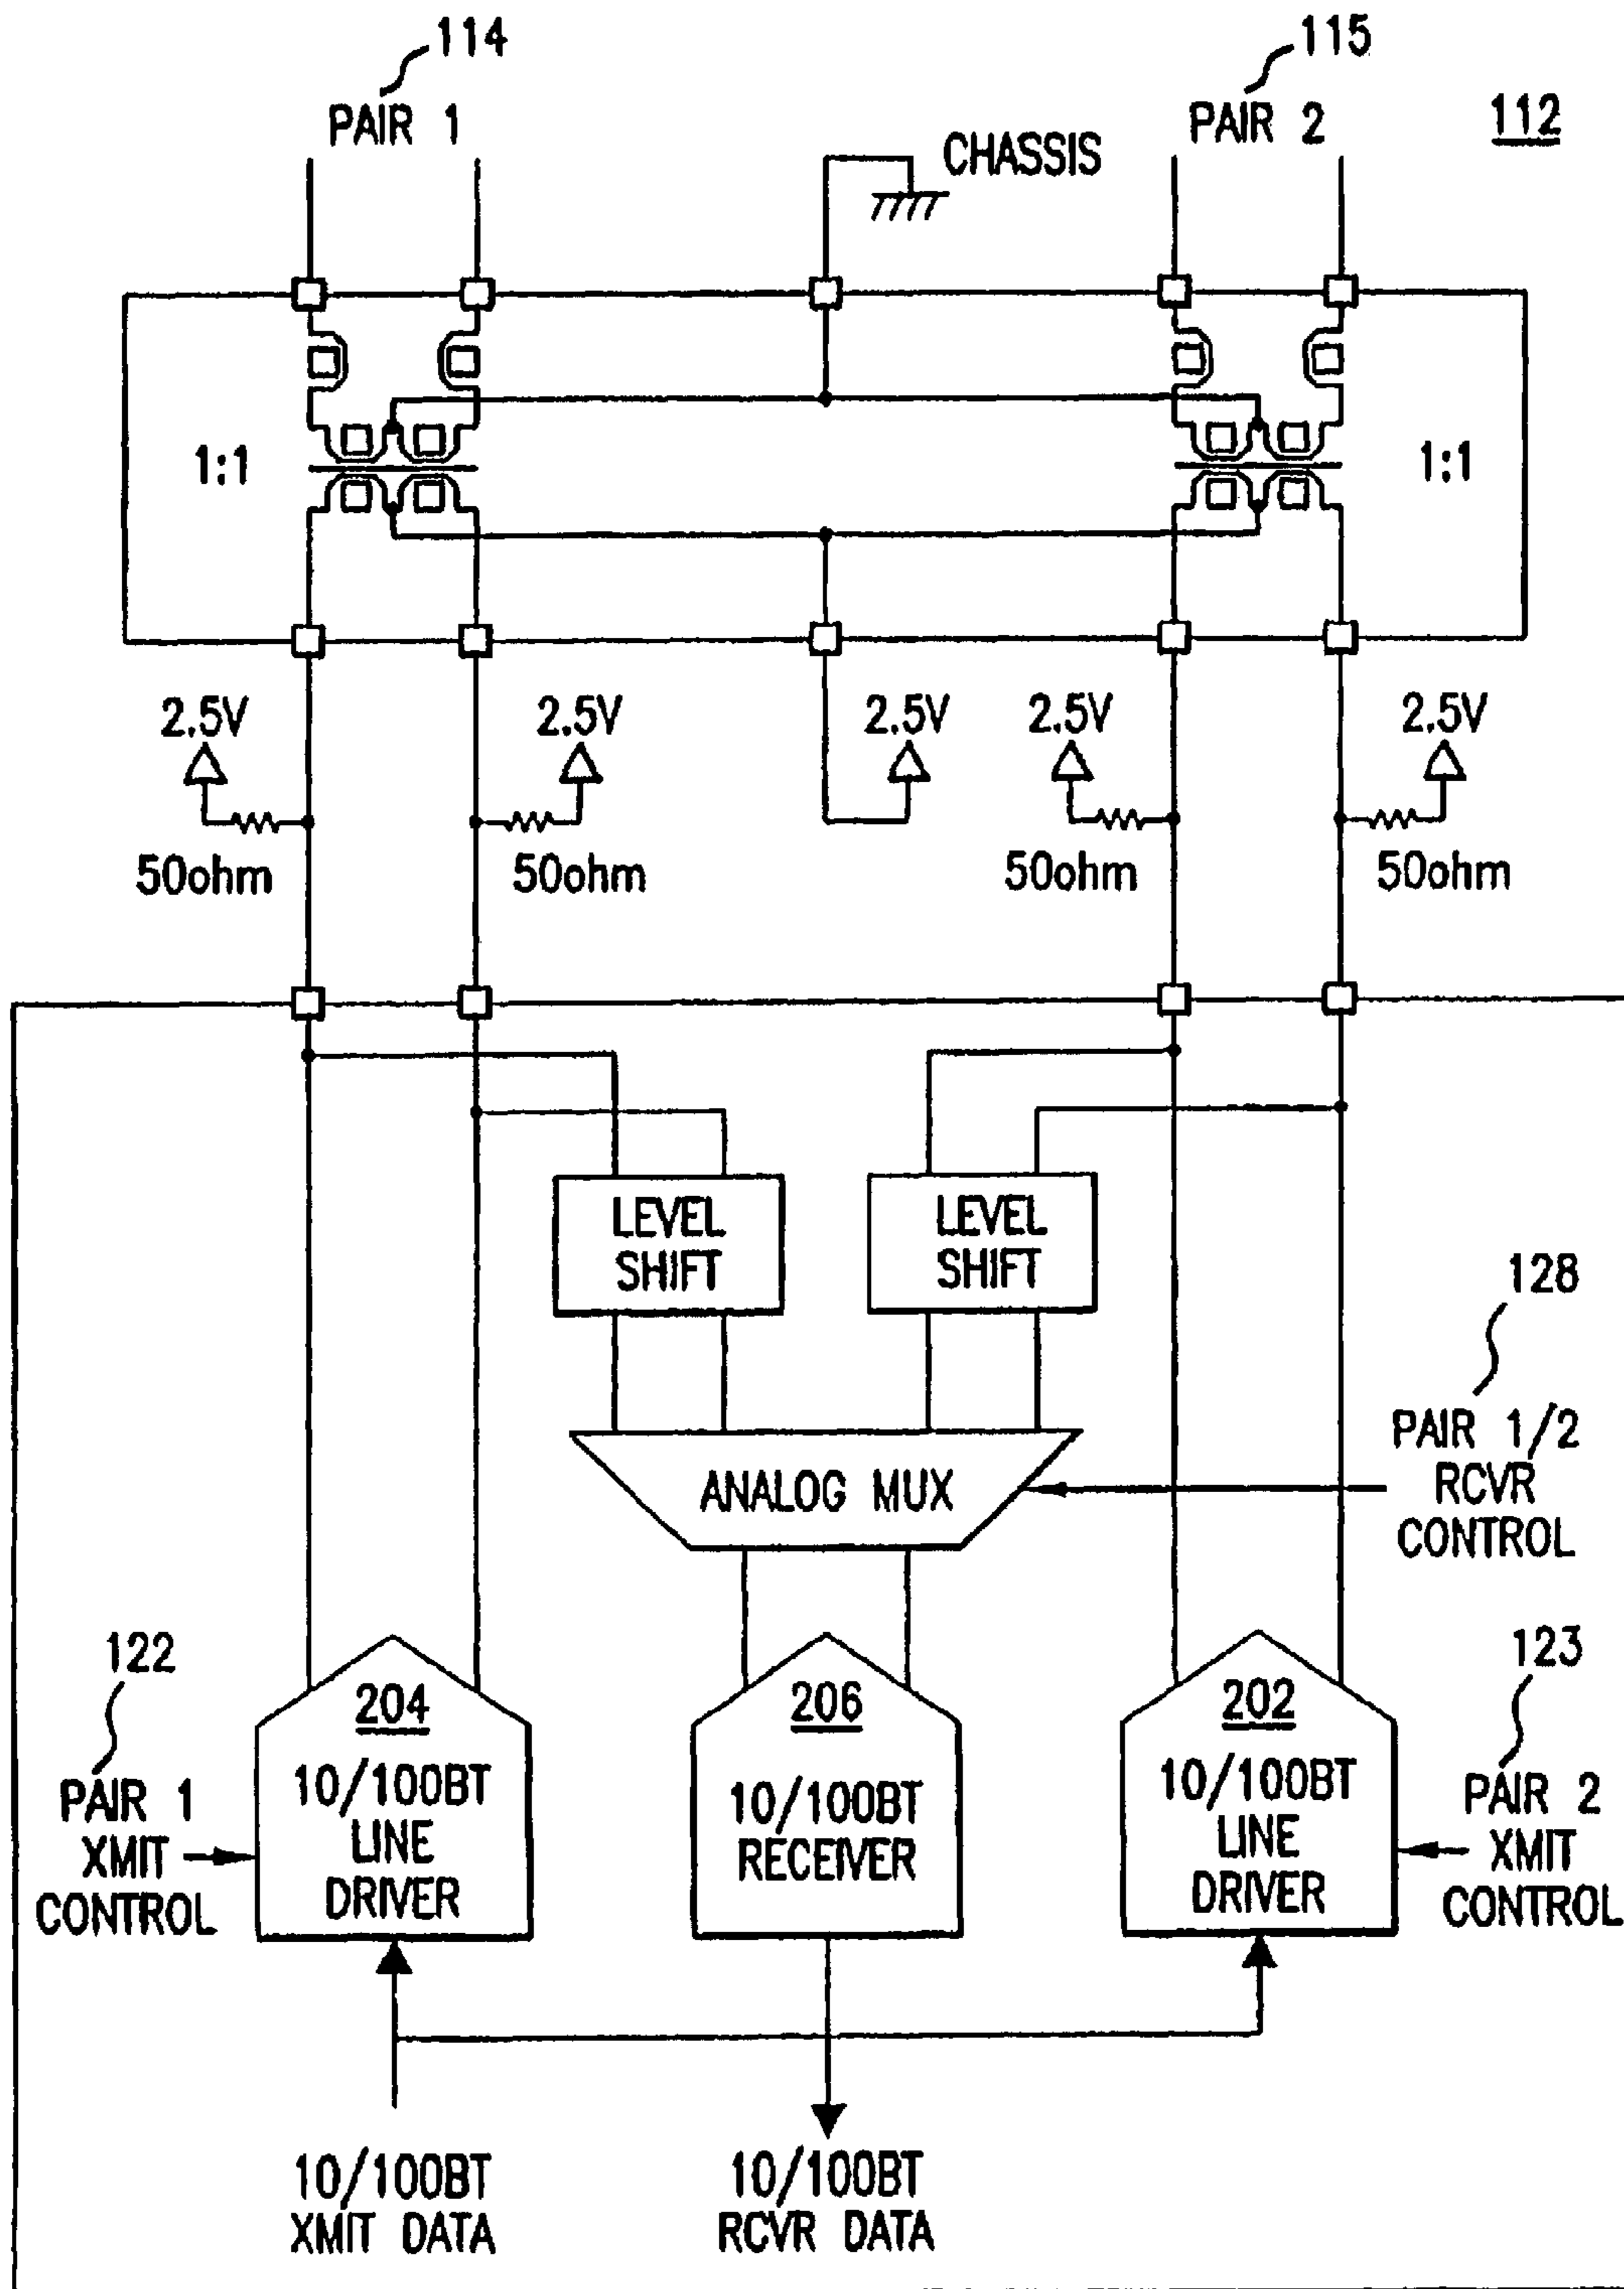 114
115
PAIR 1
PAIR 2
112
CHASSIS
1:1
1:1
2.5V
2.5V
2.5V
2.5V
2.5V
50ohm
50ohm
50ohm
50ohm
LEVEL
SHIFT
LEVEL
SHIFT
128
PAIR 1/2
RCVR
CONTROL
ANALOG MUX
122
PAIR 1
XMIT
CONTROL
204
10/100BT
LINE
DRIVER
206
10/100BT
RECEIVER
202
10/100BT
LINE
DRIVER
123
PAIR 2
XMIT
CONTROL
10/100BT
XMIT DATA
10/100BT
RCVR DATA